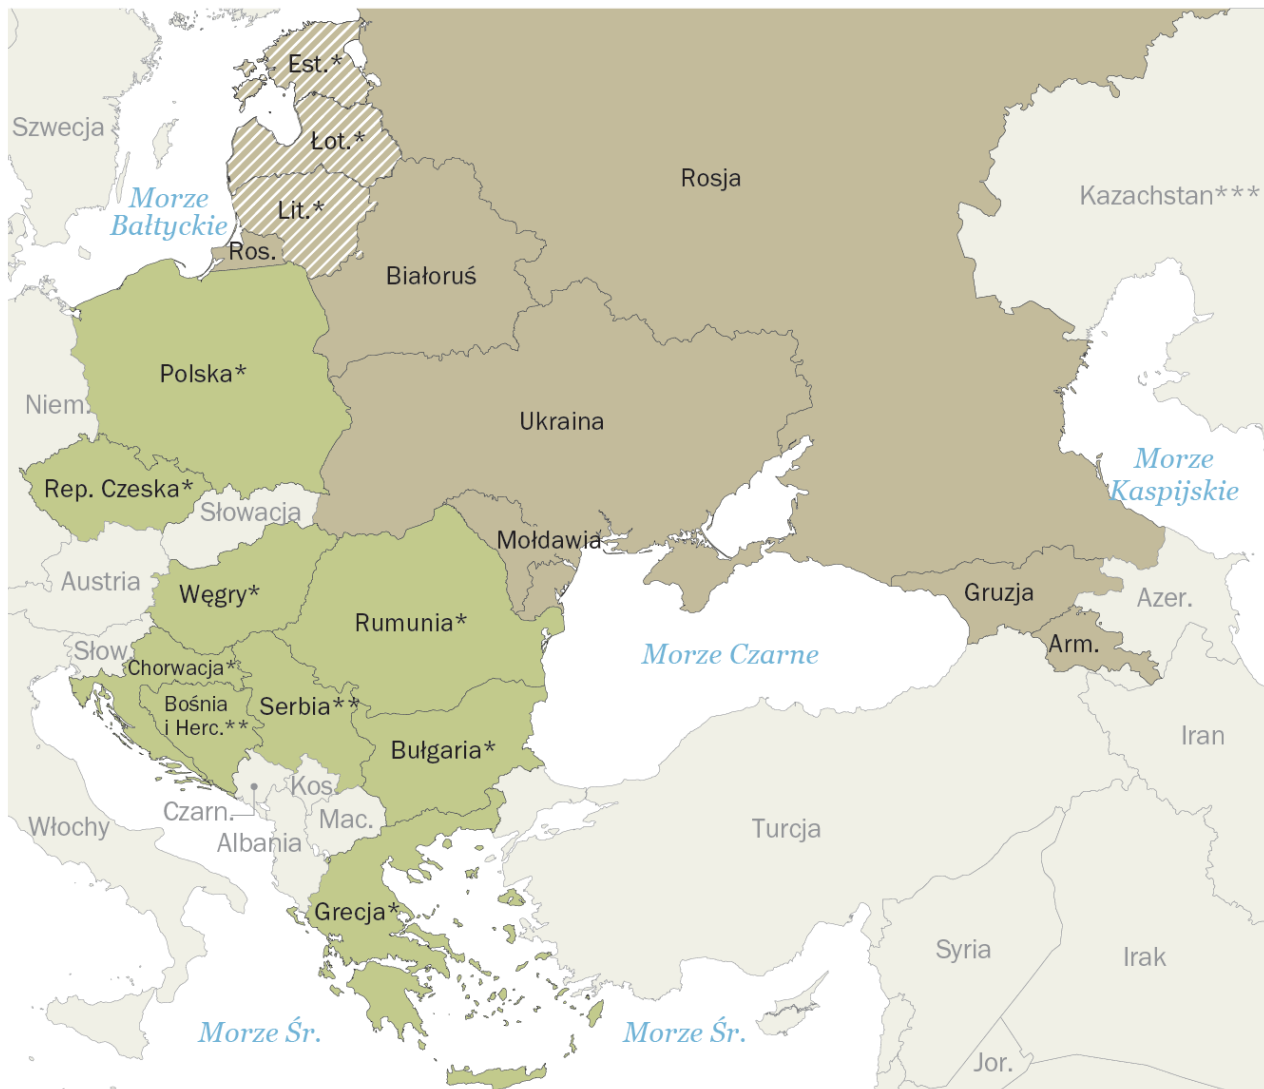 Est.*
Szwecja
Łot.*
Rosja
Kazachstan***
Morze
Bałtyckie
Lit.*
Ros.
Białoruś
Polska*
Niem.
Ukraina
Morze
Kaspijskie
Rep. Czeska*
Słowacja
Mołdawia
Austria
Węgry*
Gruzja
Azer.
Rumunia*
Słow.
Arm.
Morze Czarne
Chorwacja*
Bośnia
i Herc.**
Serbia**
Bułgaria*
Iran
Kos.
Czarn.
Mac.
Włochy
Albania
Turcja
Grecja*
Syria
Irak
Morze Śr.
Morze Śr.
Jor.